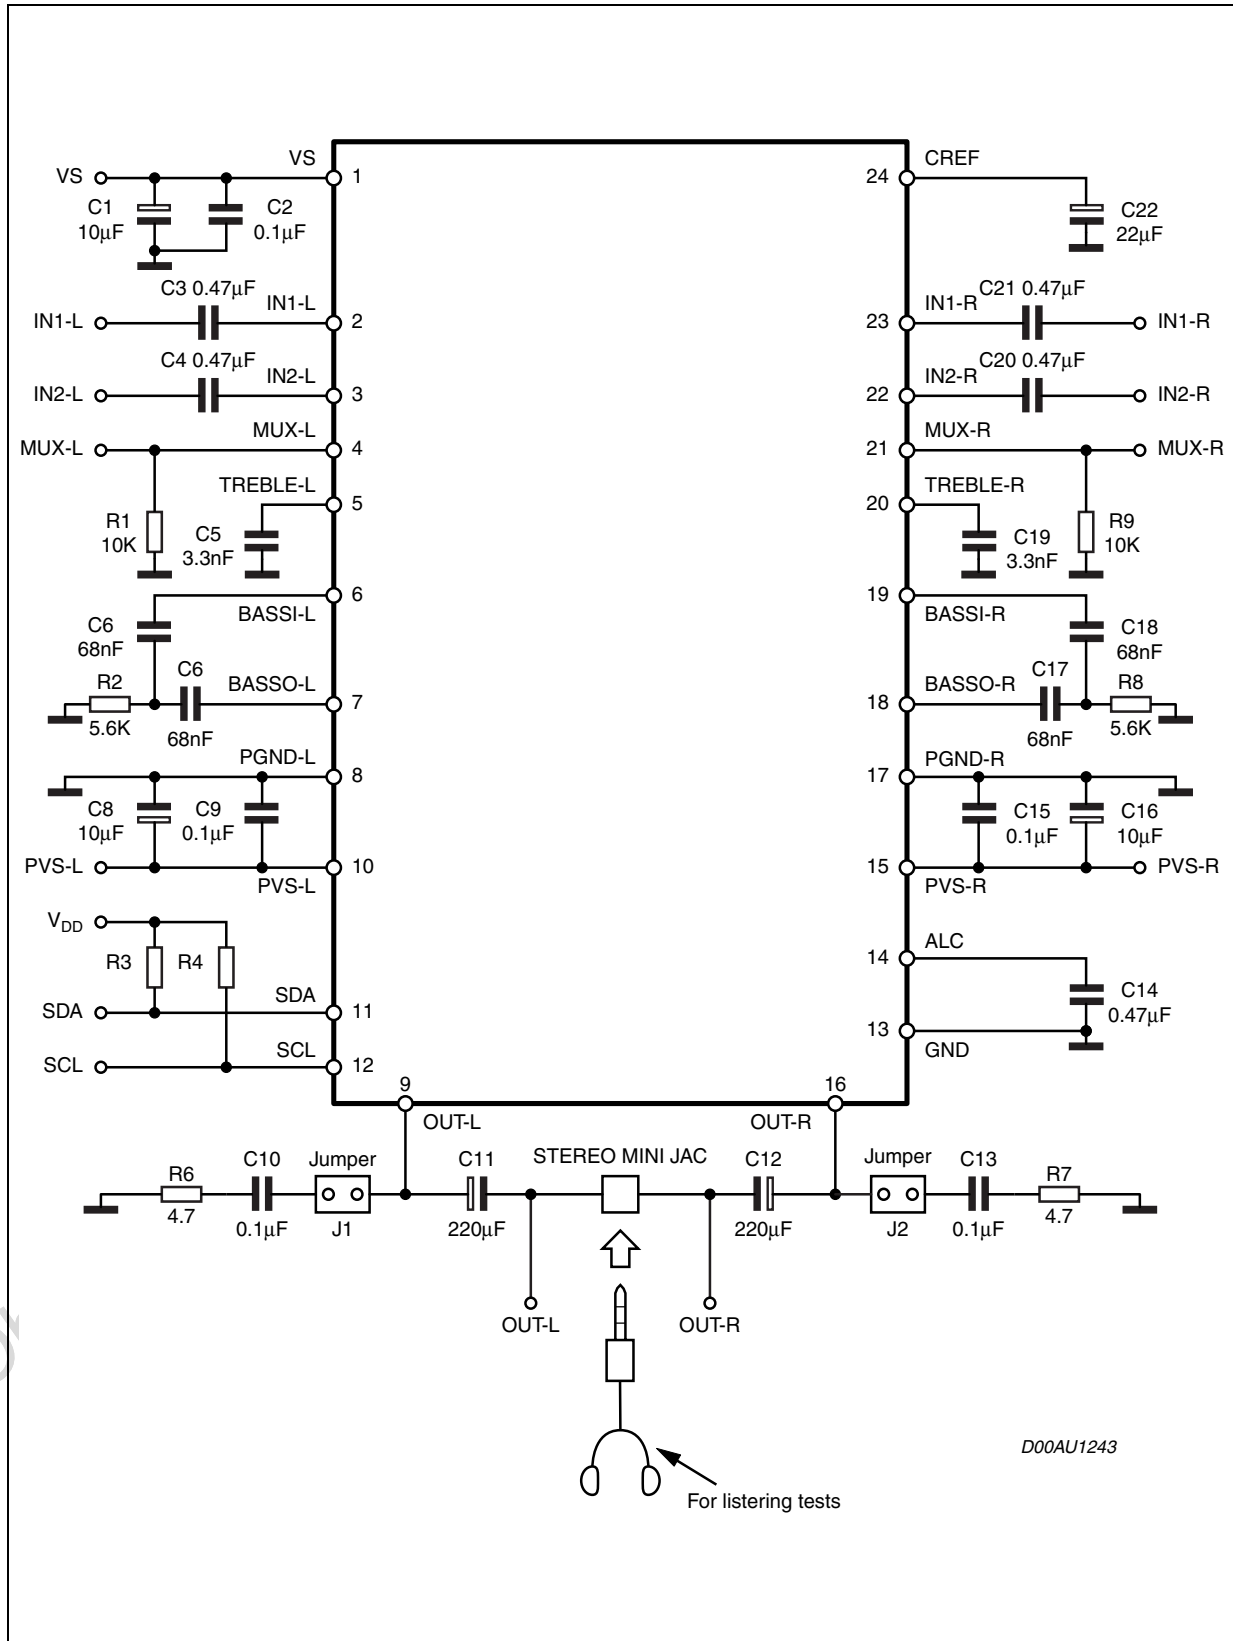 VS
VS
1
C1
10µF
C2
0.1µF
CREF
24
C22
22µF
C3 0.47µF
IN1-L
IN1-L
2
C4 0.47µF
IN2-L
IN2-L
3
C21 0.47µF
IN1-R
23
IN1-R
C20 0.47µF
IN2-R
22
IN2-R
MUX-L
MUX-L
4
MUX-R
21
MUX-R
TREBLE-L
5
R1
10K
C5
3.3nF
TREBLE-R
20
C19
3.3nF
R9
10K
6
BASSI-L
C6
68nF
C6
68nF
R2
5.6K
BASSO-L
7
19
BASSI-R
C18
68nF
C17
68nF
R8
5.6K
BASSO-R
18
PGND-L
8
C8
10µF
C9
0.1µF
PVS-L
PVS-L
10
PGND-R
17
C15
0.1µF
C16
10µF
15
PVS-R
PVS-R
VDD
R3
R4
SDA
SDA
11
SCL
SCL
12
ALC
14
C14
0.47µF
13
GND
9
OUT-L
16
OUT-R
R6
4.7
C10
0.1µF
Jumper
J1
C11
220µF
STEREO MINI JAC
C12
220µF
Jumper
J2
C13
0.1µF
R7
4.7
OUT-L
OUT-R
For listering tests
D00AU1243